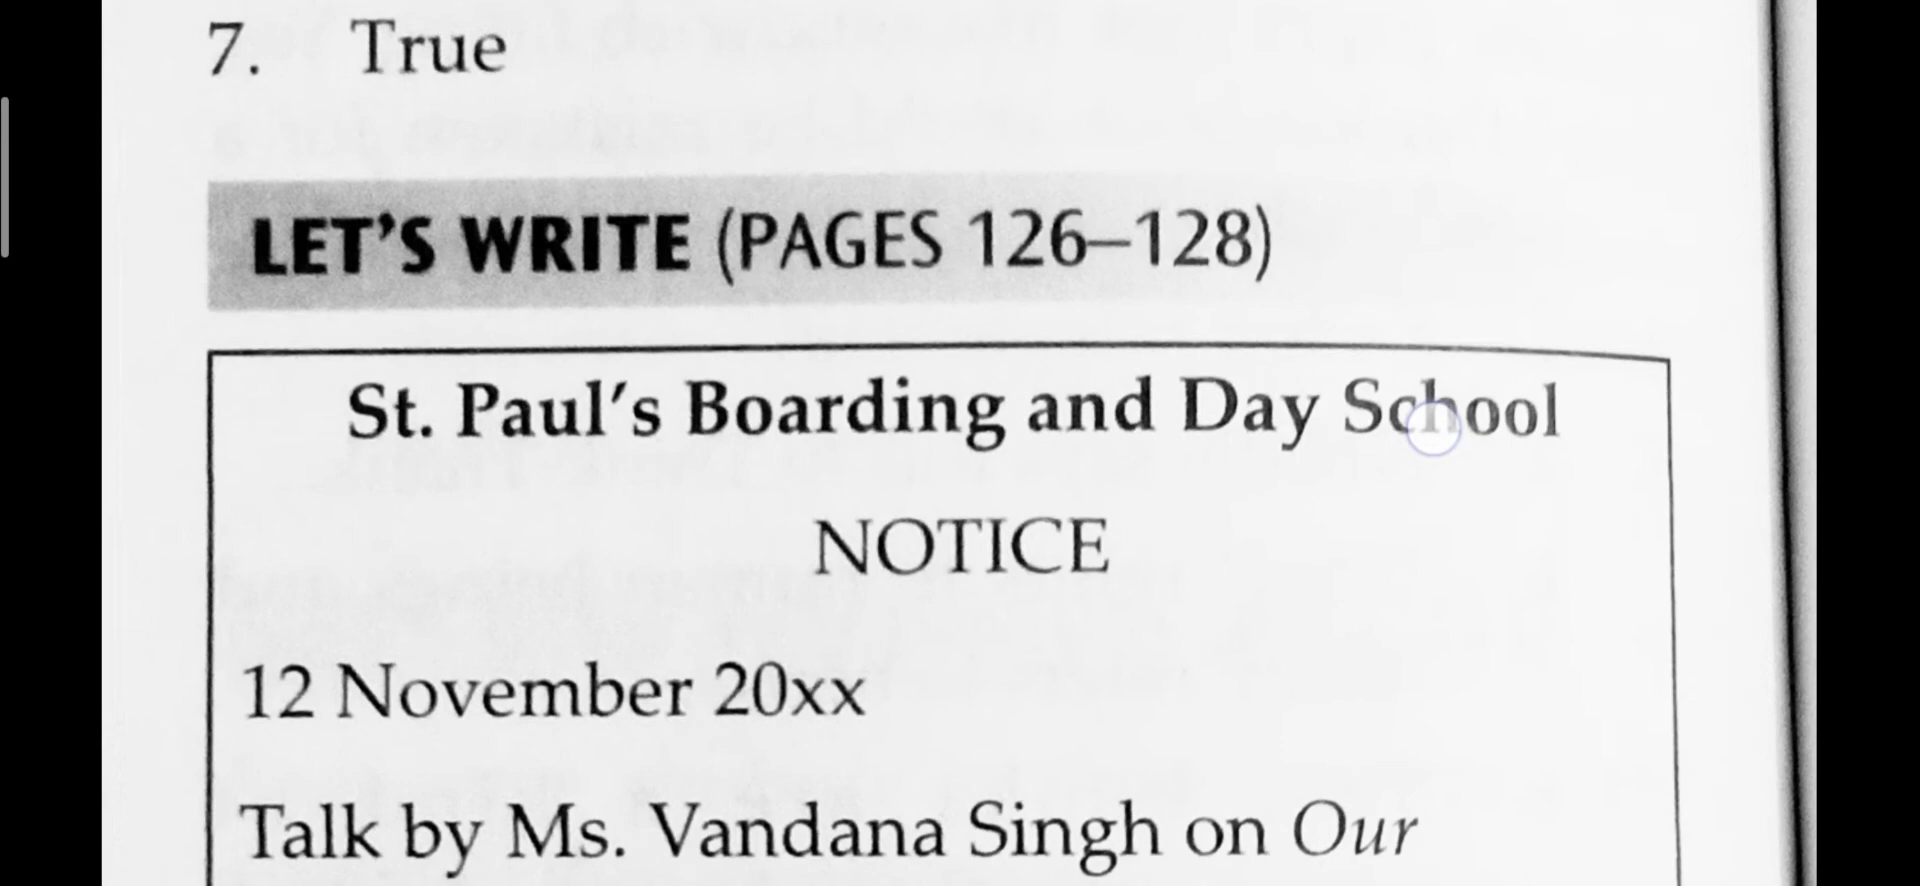 7. True
LET'S WRITE (PAGES 126–128)
St. Paul's Boarding and Day School
NOTICE
12 November 20xx
Talk by Ms. Vandana Singh on Our